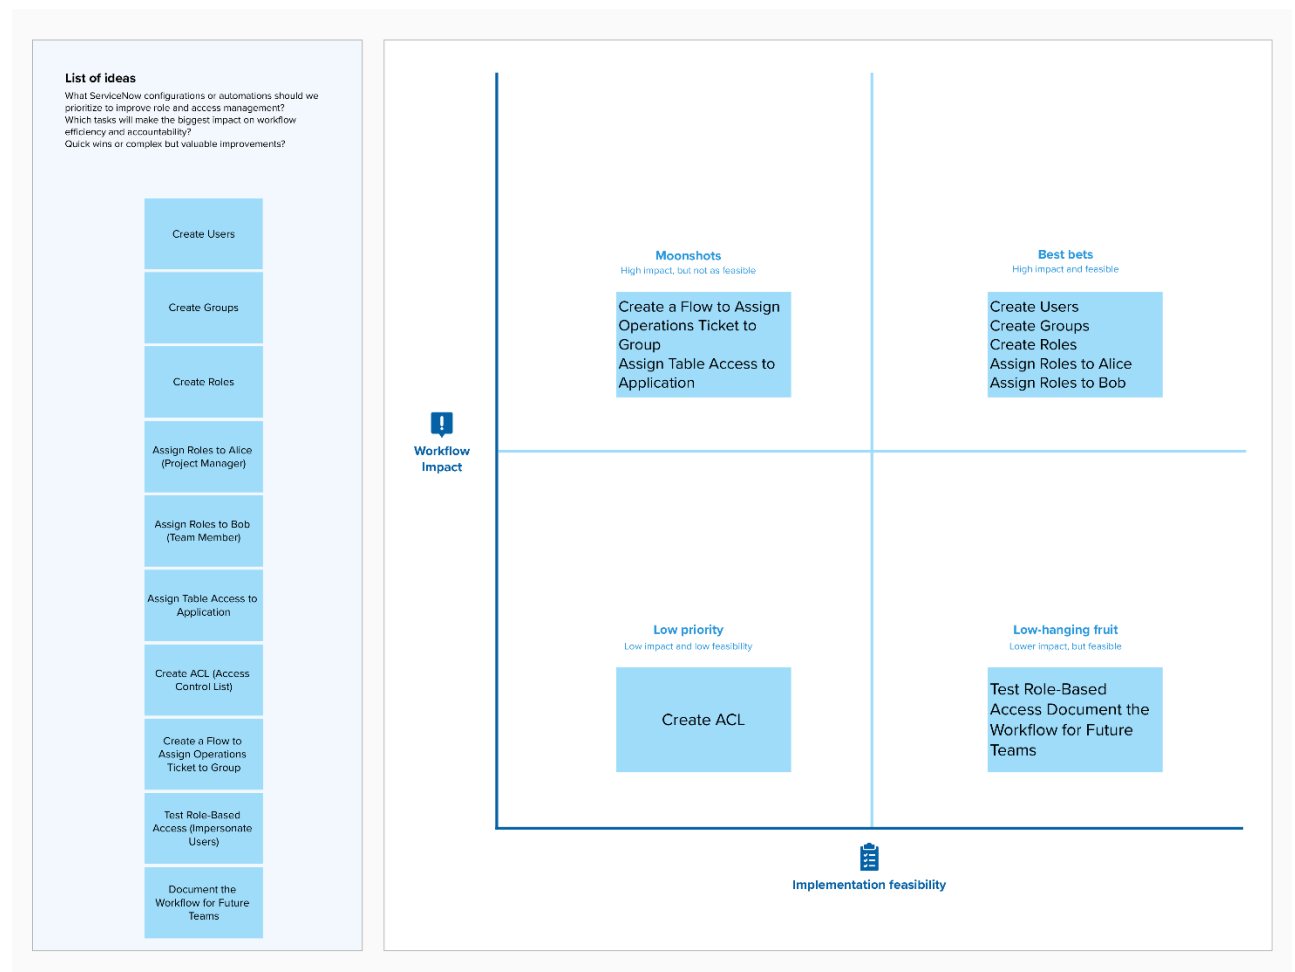 List of ideas
What ServiceNow configurations or automations should we
prioritize to improve role and access management?
Which tasks will make the biggest impact on workflow
efficiency and accountability?
Quick wins or complex but valuable improvements?
Create Users
Create Groups
Create Roles
Assign Roles to Alice
(Project Manager)
Assign Roles to Bob
(Team Member)
Assign Table Access to
Application
Create ACL (Access
Control List)
Create a Flow to
Assign Operations
Ticket to Group
Test Role-Based
Access (Impersonate
Users)
Document the
Workflow for Future
Teams
Moonshots
High impact, but not as feasible
Create a Flow to Assign
Operations Ticket to
Group
Assign Table Access to
Application
Best bets
High impact and feasible
Create Users
Create Groups
Create Roles
Assign Roles to Alice
Assign Roles to Bob
Workflow
Impact
Low priority
Low impact and low feasibility
Create ACL
Low-hanging fruit
Lower impact, but feasible
Test Role-Based
Access Document the
Workflow for Future
Teams
Implementation feasibility